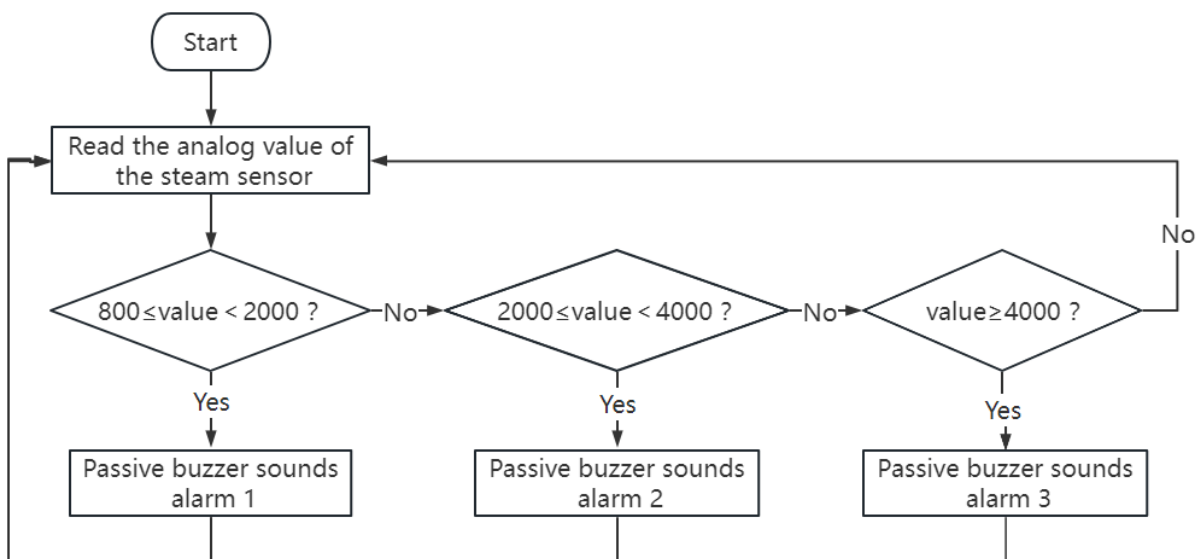 Start
Read the analog value of
the steam sensor
No
800≤value < 2000 ?
No
2000≤value < 4000 ?
No
value≥4000 ?
Yes
Yes
Yes
Passive buzzer sounds
alarm 1
Passive buzzer sounds
alarm 2
Passive buzzer sounds
alarm 3